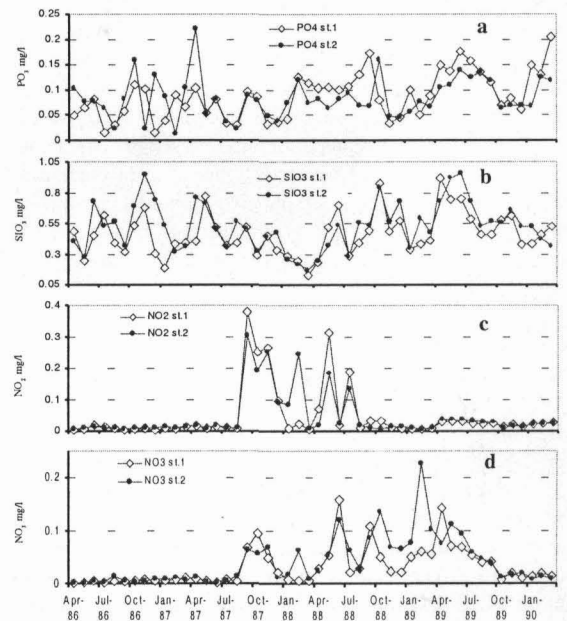 0.25
0.2
0.15
0.1
0.05
0
PO₃ mg/l
PO4 st.1
PO4 st.2
a
1.05
0.8
0.55
0.3
0.05
SIO₃ mg/l
SIO3 st.1
SIO3 st.2
b
0.4
0.3
0.2
0.1
0
NO₂ mg/l
NO2 st.1
NO2 st.2
c
0.2
0.1
0
NO₃ mg/l
NO3 st.1
NO3 st.2
d
Apr- Jul- Oct- Jan- Apr- Jul- Oct- Jan- Apr- Jul- Oct- Jan- Apr- Jul- Oct- Jan-
86 86 86 87 87 87 87 88 88 88 88 89 89 89 89 90